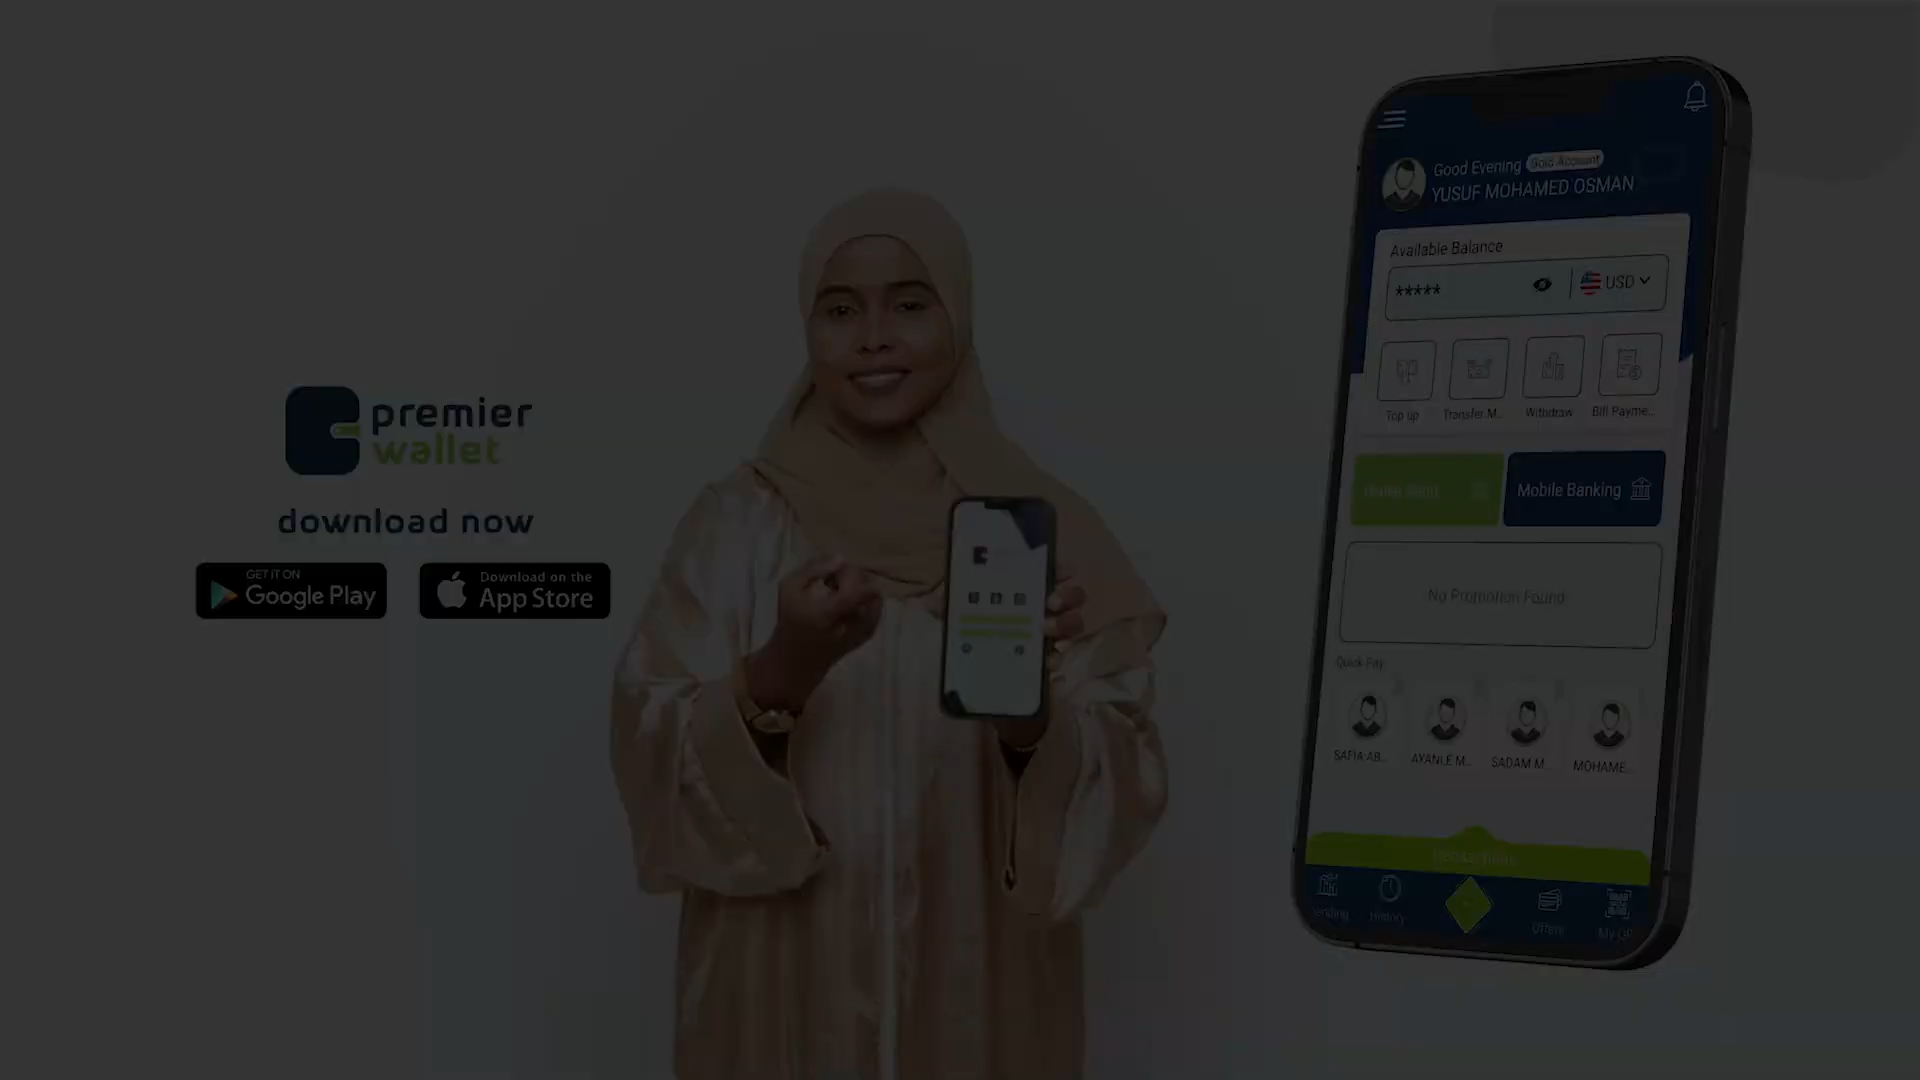 premier
wallet
download now
GET IT ON
Google Play
Download on the
App Store
Good Evening Gold Account
YUSUF MOHAMED OSMAN
Available Balance
***** USD
Top up Transfer M... Withdraw Bill Payme...
Mobile Banking
No Promotion Found
Quick Pay
SAFIA AB... AYANLE M... SADAM M... MOHAME...
History Offers My QR